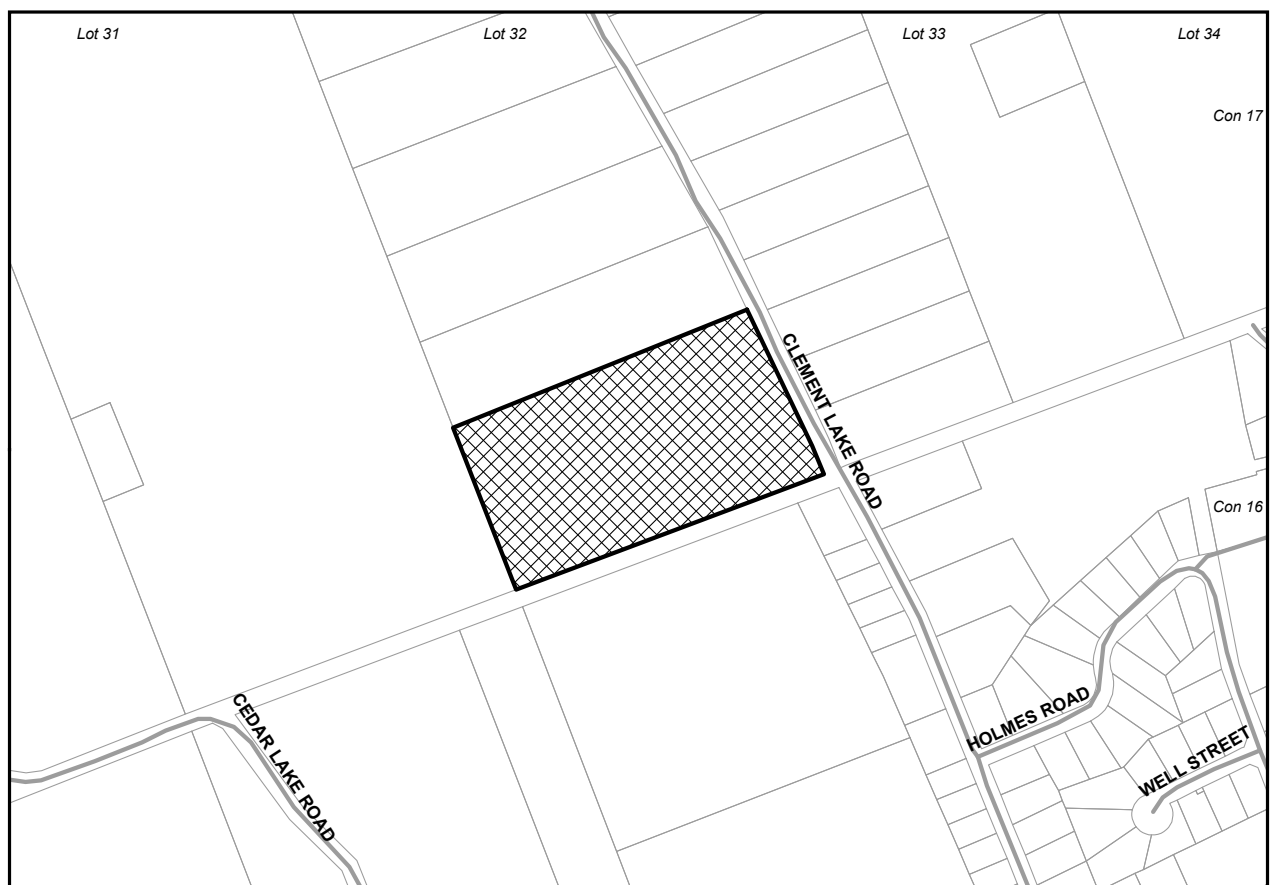 Lot 31
Lot 32
Lot 33
Lot 34
Con 17
CLEMENT LAKE ROAD
Con 16
CEDAR LAKE ROAD
HOLMES ROAD
WELL STREET